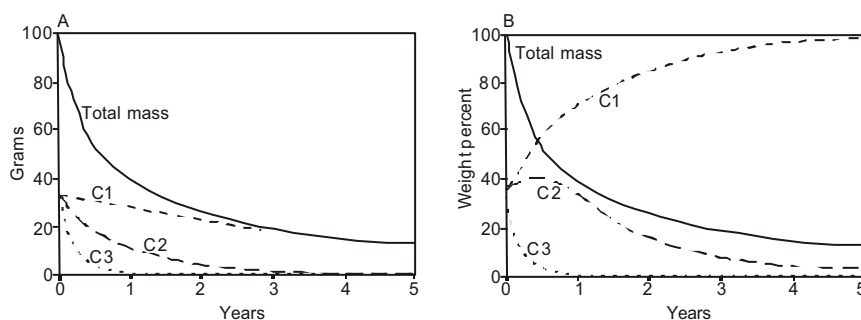 A
100
80
60
40
20
0
Grams
Total mass
C1
C2
C3
0 1 2 3 4 5
Years
B
100
80
60
40
20
0
Weight percent
Total mass
C1
C2
C3
0 1 2 3 4 5
Years